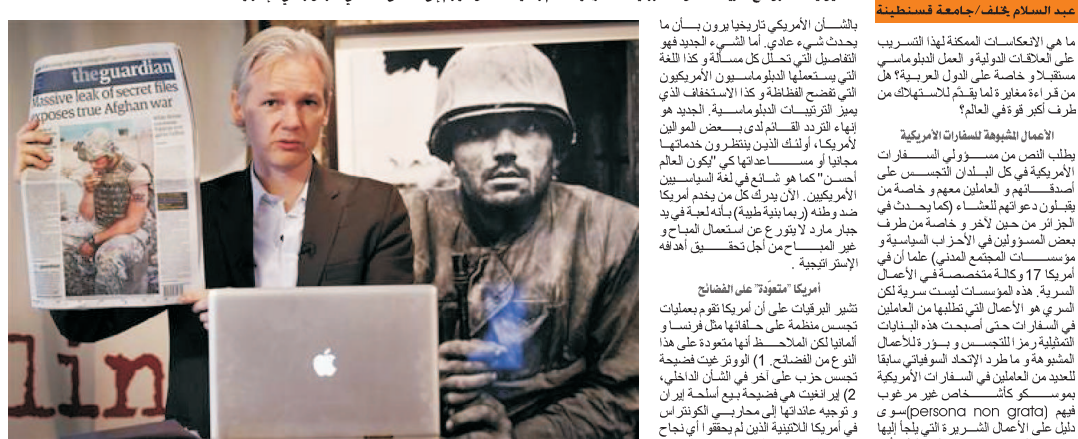 عبد السلام يخلف/جامعة قسنطينة
ما هي الانعكاسات الممكنة لهذا التسريب
على العلاقات الدولية و العمل الدبلوماسي
مستقبلا و خاصة على الدول العربية؟ هل
من قراءة مغايرة لما يقدّم للاستهلاك من
طرف أكبر قوة في العالم؟
الأعمال المشبوهة للسفارات الأمريكية
يطلب النص من مسؤولي السفارات
الأمريكية في كل البلدان التجسس على
أصدقائهم و العاملين معهم و خاصة من
يقبلون دعواتهم للعشاء (كما يحدث في
الجزائر من حين لآخر و خاصة من طرف
بعض المسؤولين في الأحزاب السياسية و
مؤسسات المجتمع المدني) علما أن في
أمريكا 17 وكالة متخصصة في الأعمال
السرية. هذه المؤسسات ليست سرية لكن
السري هو الأعمال التي تطلبها من العاملين
في السفارات حتى أصبحت هذه البنايات
التمثيلية رمزا للتجسس و بؤرة للأعمال
المشبوهة و ما طرد الإتحاد السوفياتي سابقا
للعديد من العاملين في السفارات الأمريكية
بموسكو كأشخاص غير مرغوب
فيهم (persona non grata)سوى
دليل على الأعمال الشريرة التي يلجأ إليها
بالشأن الأمريكي تاريخيا يرون بأن ما
يحدث شيء عادي. أما الشيء الجديد فهو
التفاصيل التي تحلل كل مسألة و كذا اللغة
التي يستعملها الدبلوماسيون الأمريكيون
التي تفضح الفظاظة و كذا الاستخفاف الذي
يميز الترتيبات الدبلوماسية. الجديد هو
إنهاء التردد القائم لدى بعض الموالين
لأمريكا، أولئك الذين ينتظرون خدماتها
مجانيا أو مساعداتها كي "يكون العالم
أحسن" كما هو شائع في لغة السياسيين
الأمريكيين. الآن يدرك كل من يخدم أمريكا
ضد وطنه (ربما بنية طيبة) بأنه لعبة في يد
جبار مارد لا يتورع عن استعمال المباح و
غير المباح من أجل تحقيق أهدافه
الإستراتيجية .
أمريكا "متعوّدة" على الفضائح
تشير البرقيات على أن أمريكا تقوم بعمليات
تجسس منظمة على حلفائها مثل فرنسا و
ألمانيا لكن الملاحظ أنها متعودة على هذا
النوع من الفضائح. 1) الووترغيت فضيحة
تجسس حزب على آخر في الشأن الداخلي،
2) إيرانغيت هي فضيحة بيع أسلحة إيران
و توجيه عائداتها إلى محاربي الكونتراس
في أمريكا اللاتينية الذين لم يحققوا أي نجاح
theguardian
Massive leak of secret files
exposes true Afghan war
lin